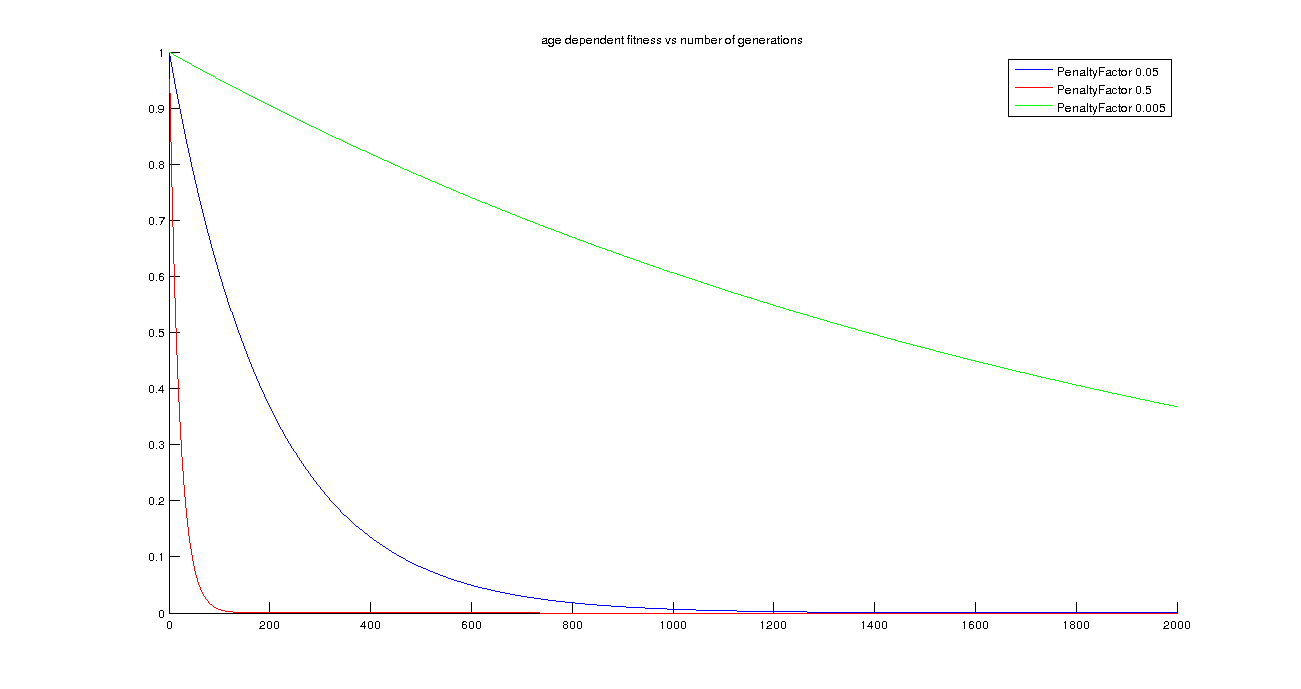 age dependent fitness vs number of generations
PenaltyFactor 0.05
PenaltyFactor 0.5
PenaltyFactor 0.005
1
0.9
0.8
0.7
0.6
0.5
0.4
0.3
0.2
0.1
0
0 200 400 600 800 1000 1200 1400 1600 1800 2000